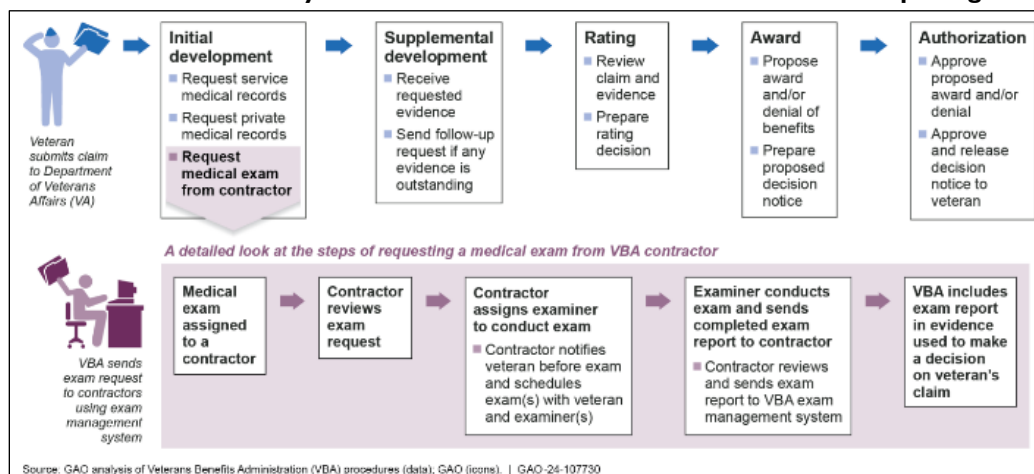 Initial
development
Request service
medical records
Request private
medical records
Request
medical exam
from contractor
Supplemental
development
Receive
requested
evidence
Send follow-up
request if any
evidence is
outstanding
Rating
Review
claim and
evidence
Prepare
rating
decision
Award
Propose
award
and/or
denial of
benefits
Prepare
proposed
decision
notice
Authorization
Approve
proposed
award and/or
denial
Approve
and release
decision
notice to
veteran
Veteran
submits claim
to Department
of Veterans
Affairs (VA)
A detailed look at the steps of requesting a medical exam from VBA contractor
Medical
exam
assigned
to a
contractor
Contractor
reviews
exam
request
Contractor
assigns examiner
to conduct exam
Contractor notifies
veteran before exam
and schedules
exam(s) with veteran
and examiner(s)
Examiner conducts
exam and sends
completed exam
report to contractor
Contractor reviews
and sends exam
report to VBA exam
management system
VBA includes
exam report
in evidence
used to make
a decision
on veteran's
claim
VBA sends
exam request
to contractors
using exam
management
system
Source: GAO analysis of Veterans Benefits Administration (VBA) procedures (data); GAO (icons). | GAO-24-107730